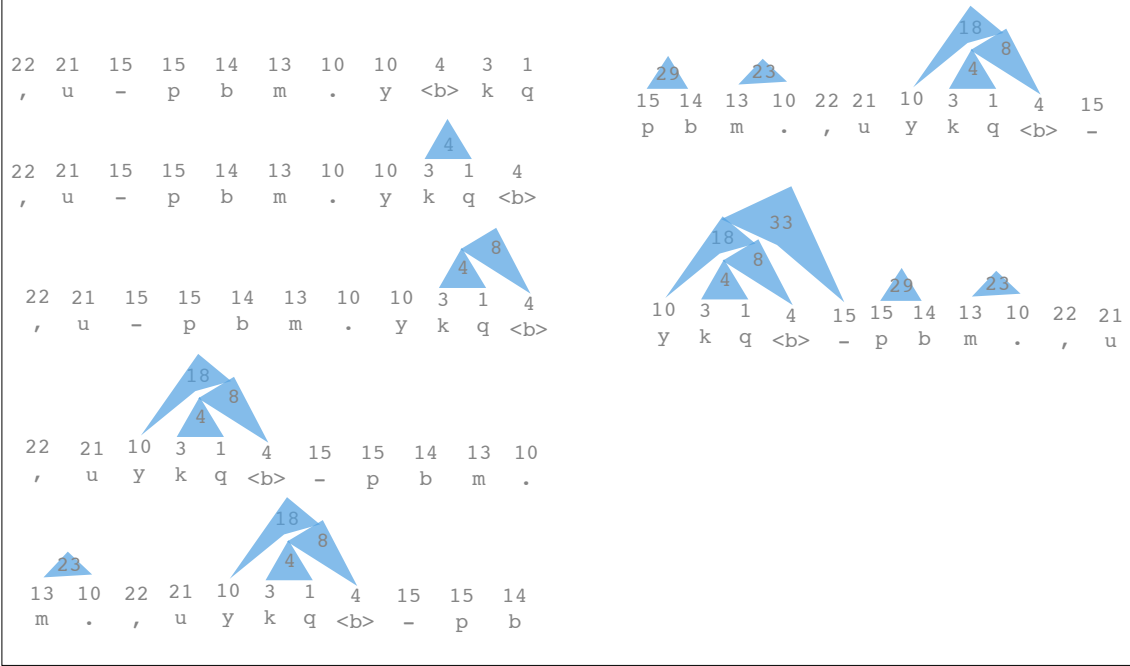 22 21 15 15 14 13 10 10 4 3 1
, u - p b m . y <b> k q
4
22 21 15 15 14 13 10 10 3 1 4
, u - p b m . y k q <b>
8
4
22 21 15 15 14 13 10 10 3 1 4
, u - p b m . y k q <b>
18
8
4
22 21 10 3 1 4 15 15 14 13 10
, u y k q <b> - p b m .
18
8
23 4
13 10 22 21 10 3 1 4 15 15 14
m . , u y k q <b> - p b
18
8
29 23 4
15 14 13 10 22 21 10 3 1 4 15
p b m . , u y k q <b> -
33
18
8
4 29 23
10 3 1 4 15 15 14 13 10 22 21
y k q <b> - p b m . , u